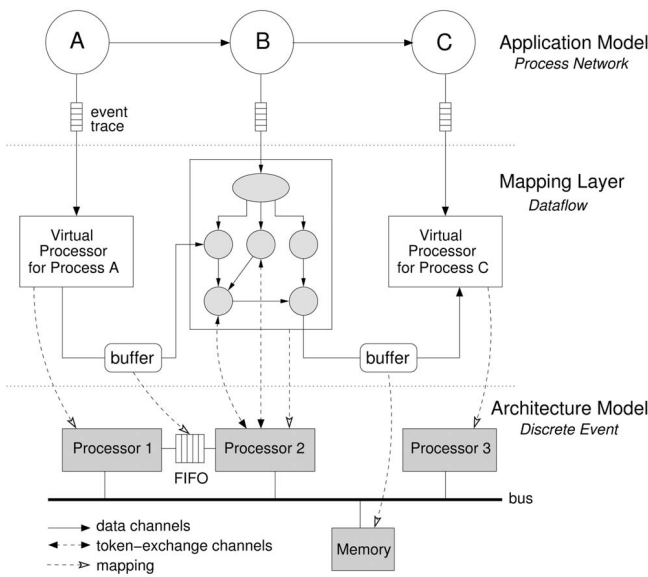 A
B
C
Application Model
Process Network
event
trace
Mapping Layer
Dataflow
Virtual
Processor
for Process A
Virtual
Processor
for Process C
buffer
buffer
Architecture Model
Discrete Event
Processor 1
Processor 2
Processor 3
FIFO
bus
data channels
token−exchange channels
mapping
Memory